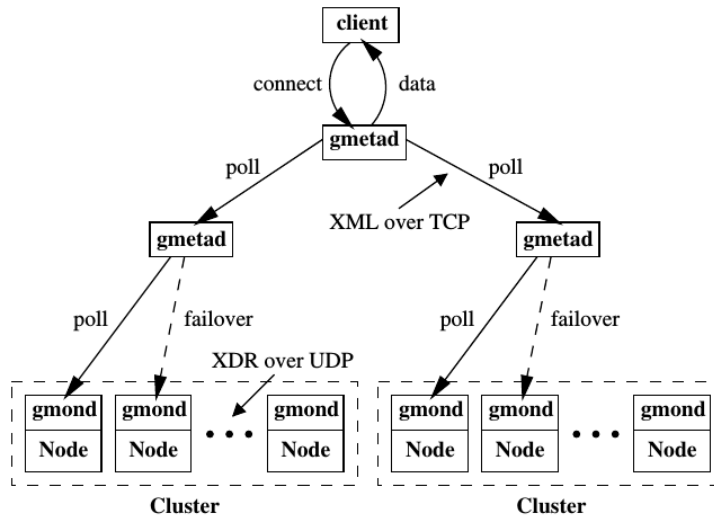 client
connect
data
gmetad
poll
poll
XML over TCP
gmetad
gmetad
poll
failover
poll
failover
XDR over UDP
gmond
gmond
gmond
gmond
gmond
gmond
Node
Node
Node
Node
Node
Node
Cluster
Cluster